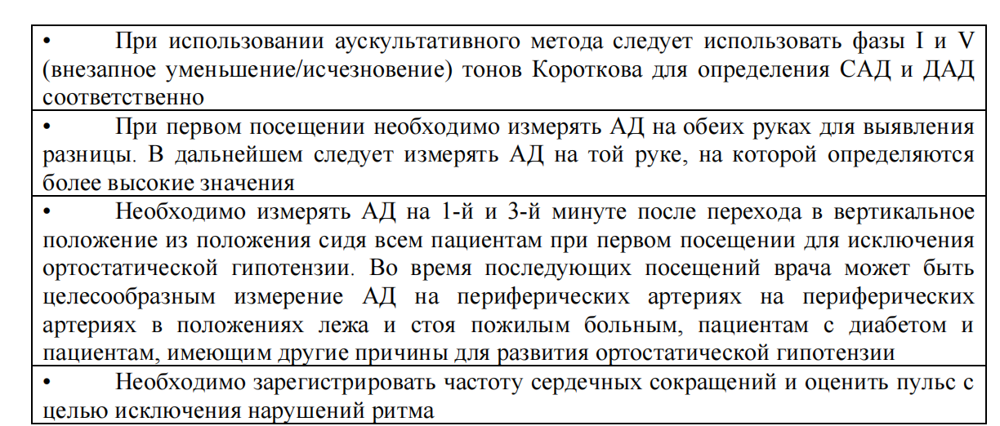 • При использовании аускультативного метода следует использовать фазы I и V
(внезапное уменьшение/исчезновение) тонов Короткова для определения САД и ДАД
соответственно
• При первом посещении необходимо измерять АД на обеих руках для выявления
разницы. В дальнейшем следует измерять АД на той руке, на которой определяются
более высокие значения
• Необходимо измерять АД на 1-й и 3-й минуте после перехода в вертикальное
положение из положения сидя всем пациентам при первом посещении для исключения
ортостатической гипотензии. Во время последующих посещений врача может быть
целесообразным измерение АД на периферических артериях на периферических
артериях в положениях лежа и стоя пожилым больным, пациентам с диабетом и
пациентам, имеющим другие причины для развития ортостатической гипотензии
• Необходимо зарегистрировать частоту сердечных сокращений и оценить пульс с
целью исключения нарушений ритма